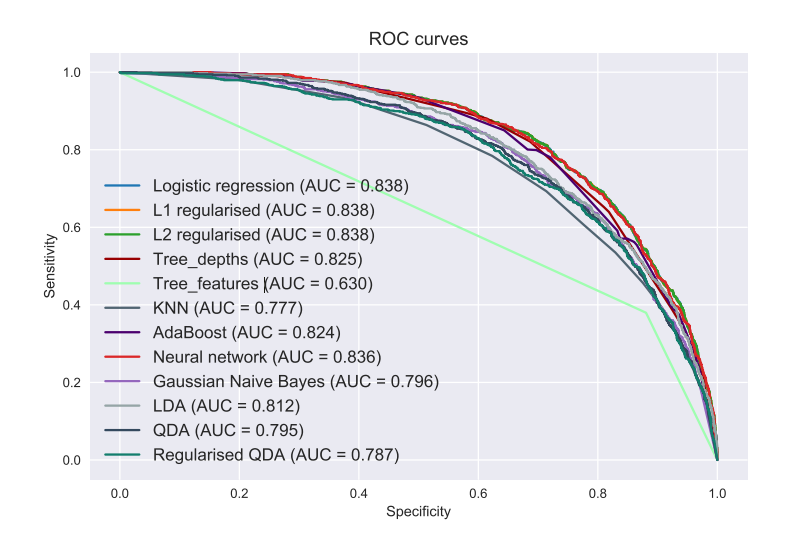 ROC curves
1.0
0.8
0.6
0.4
0.2
0.0
Sensitivity
Logistic regression (AUC = 0.838)
L1 regularised (AUC = 0.838)
L2 regularised (AUC = 0.838)
Tree_depths (AUC = 0.825)
Tree_features (AUC = 0.630)
KNN (AUC = 0.777)
AdaBoost (AUC = 0.824)
Neural network (AUC = 0.836)
Gaussian Naive Bayes (AUC = 0.796)
LDA (AUC = 0.812)
QDA (AUC = 0.795)
Regularised QDA (AUC = 0.787)
0.0 0.2 0.4 0.6 0.8 1.0
Specificity